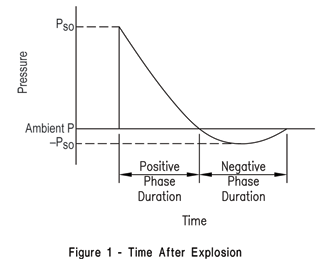 Pso
Pressure
Ambient P
-Pso
Positive Phase Duration
Negative Phase Duration
Time
Figure 1 - Time After Explosion